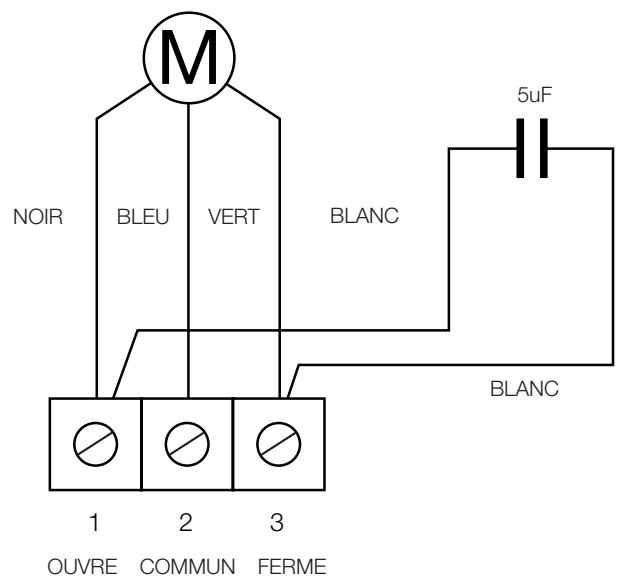 M
5uF
NOIR BLEU VERT BLANC
BLANC
1 2 3
OUVRE COMMUN FERME